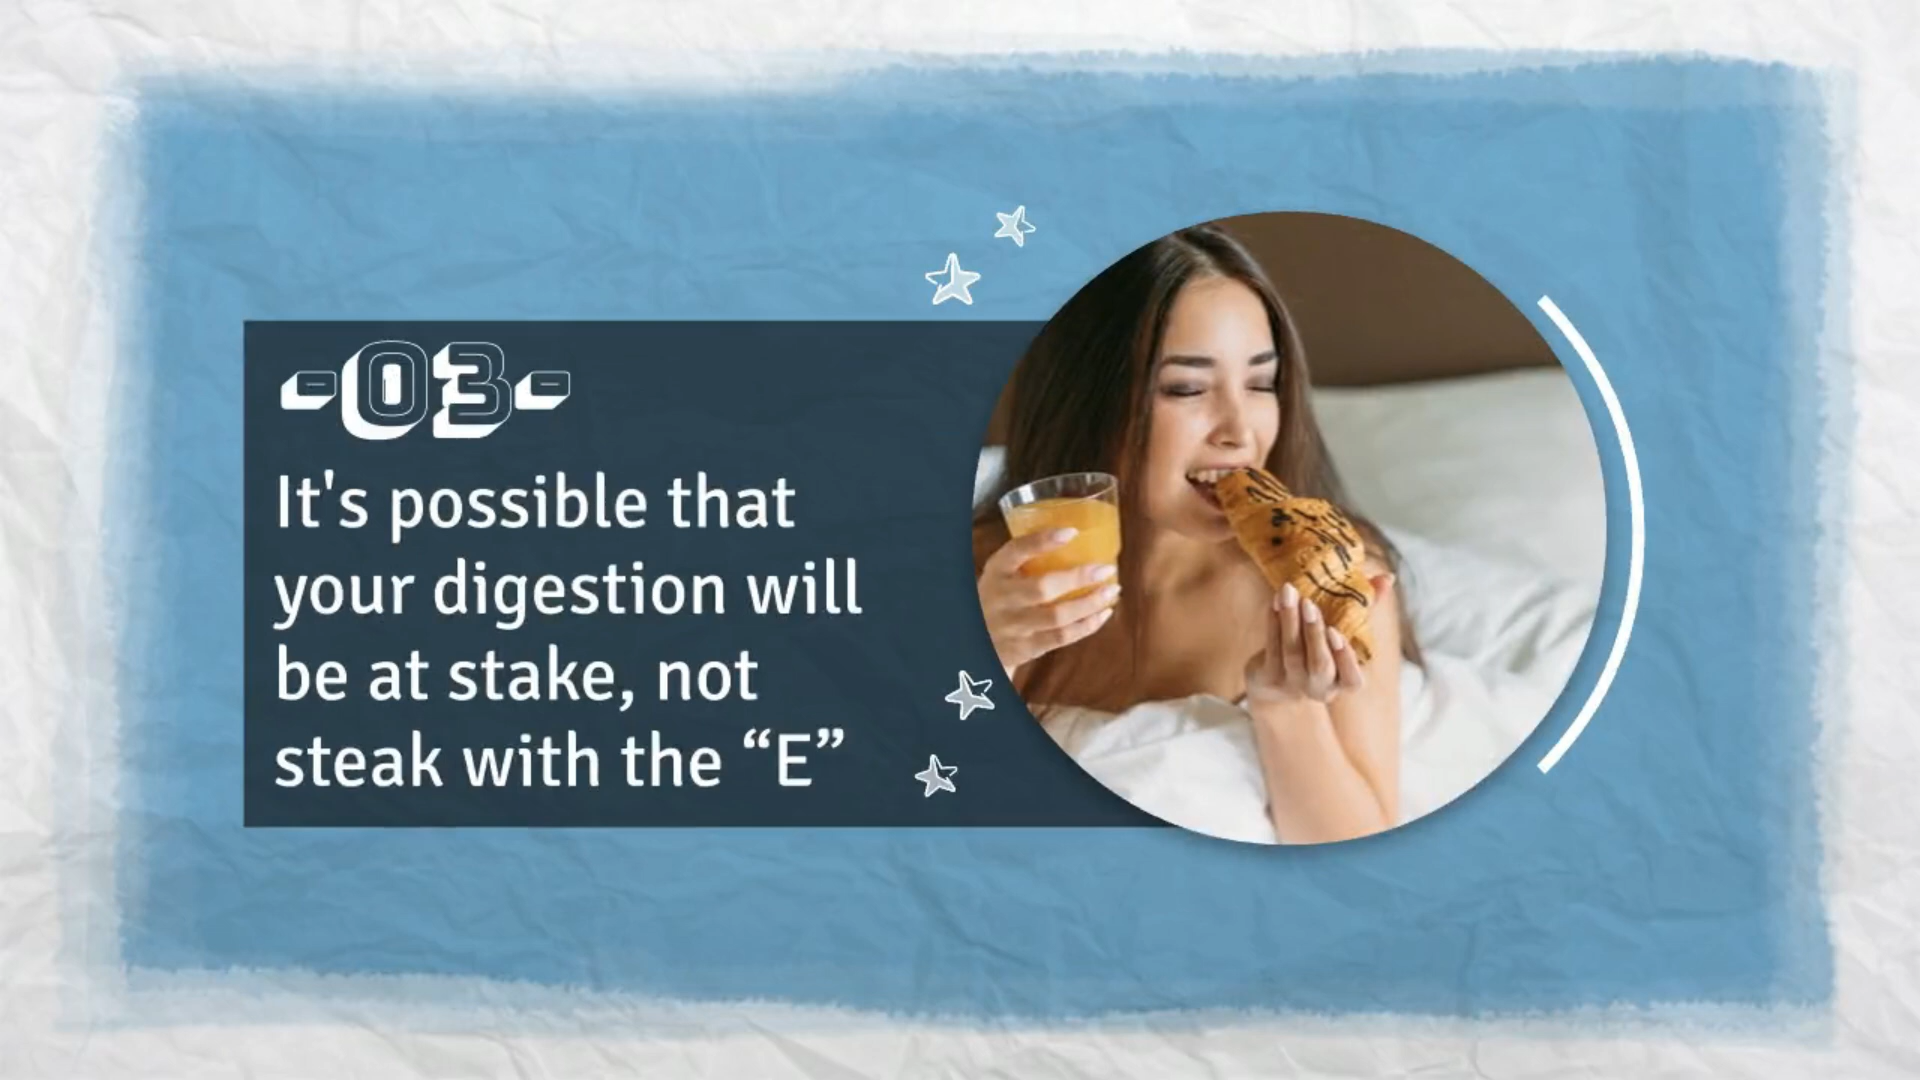 -03-
It's possible that
your digestion will
be at stake, not
steak with the “E”